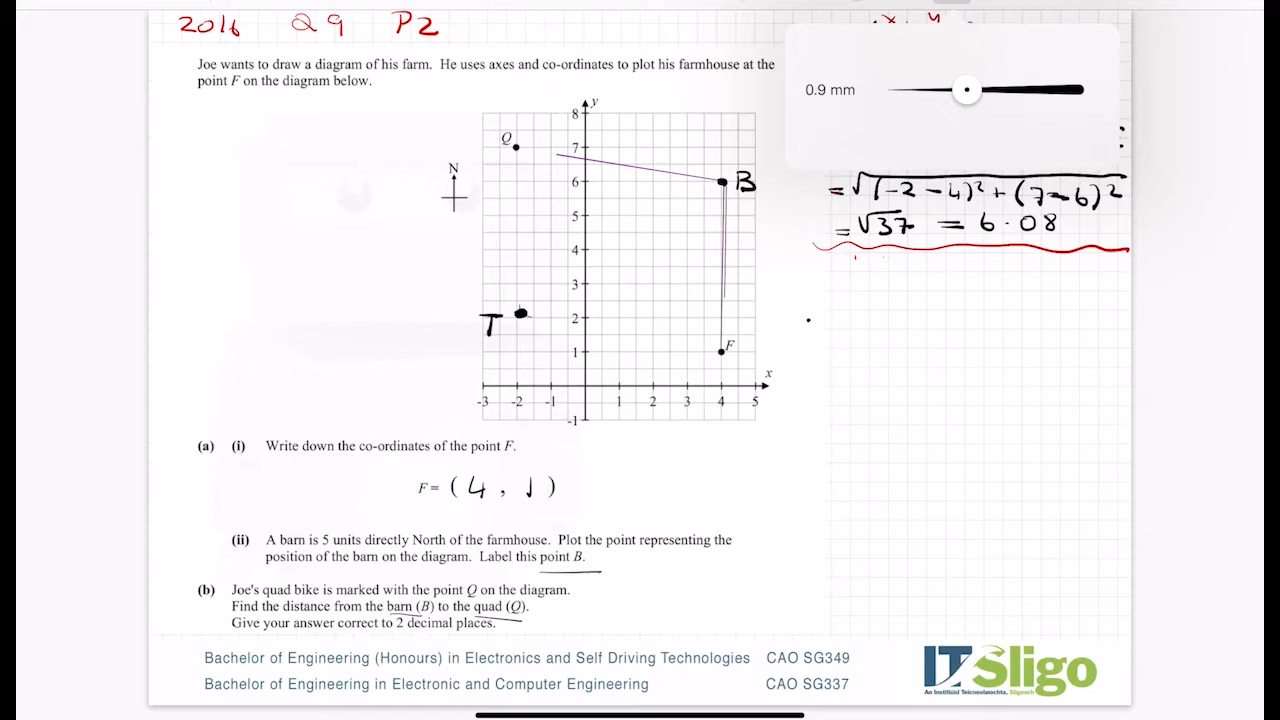 2016 Q9 P2
x y
Joe wants to draw a diagram of his farm. He uses axes and co-ordinates to plot his farmhouse at the
point F on the diagram below.
0.9 mm
y
8
Q
7
N
6
B
5
4
3
T
2
1
F
x
-3 -2 -1 1 2 3 4 5
-1
= √(-2 - 4)² + (7 - 6)²
= √37 = 6.08
(a) (i) Write down the co-ordinates of the point F.
F = (4, 1)
(ii) A barn is 5 units directly North of the farmhouse. Plot the point representing the
position of the barn on the diagram. Label this point B.
(b) Joe's quad bike is marked with the point Q on the diagram.
Find the distance from the barn (B) to the quad (Q).
Give your answer correct to 2 decimal places.
Bachelor of Engineering (Honours) in Electronics and Self Driving Technologies CAO SG349
Bachelor of Engineering in Electronic and Computer Engineering CAO SG337
IT Sligo
An Institiúid Teicneolaíochta, Sligeach